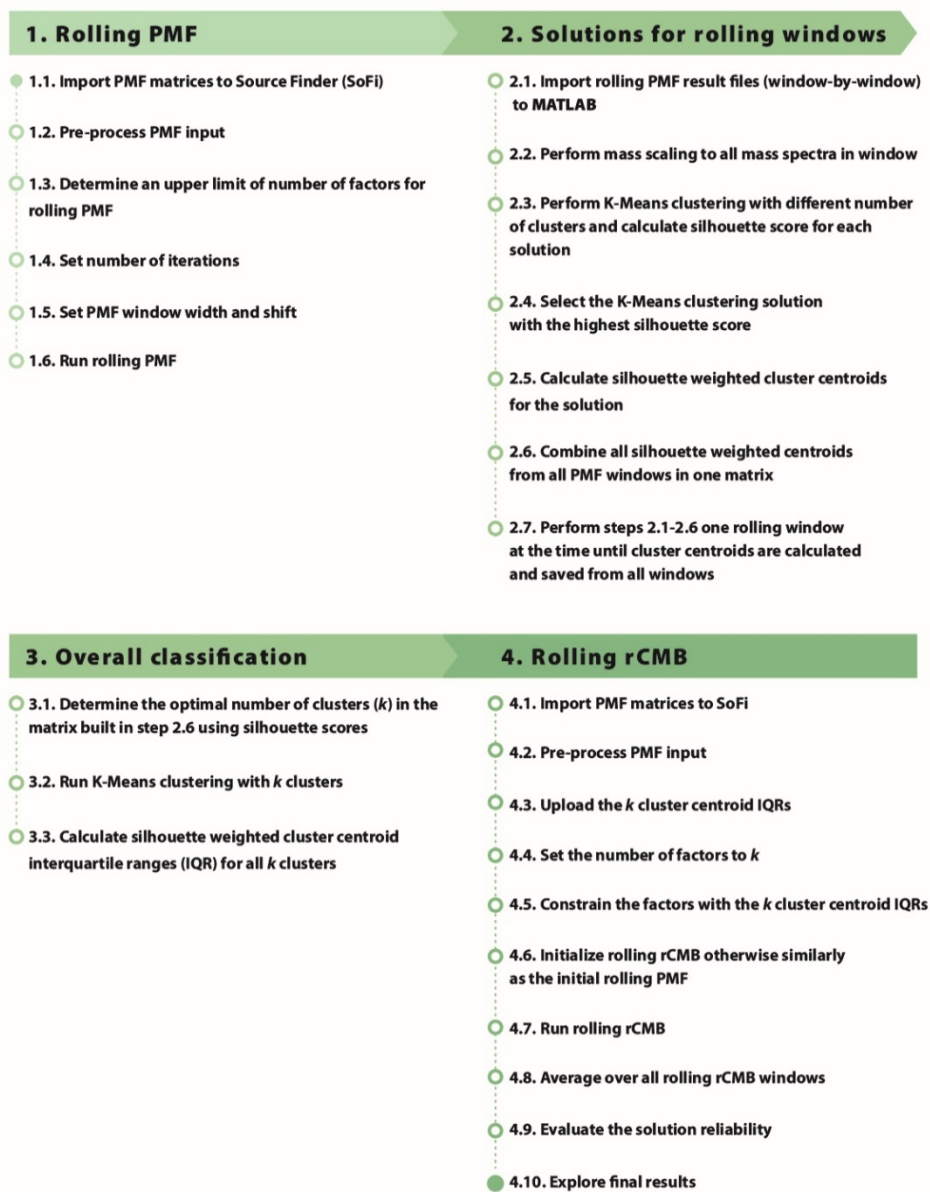 1. Rolling PMF
1.1. Import PMF matrices to Source Finder (SoFi)
1.2. Pre-process PMF input
1.3. Determine an upper limit of number of factors for
rolling PMF
1.4. Set number of iterations
1.5. Set PMF window width and shift
1.6. Run rolling PMF
2. Solutions for rolling windows
2.1. Import rolling PMF result files (window-by-window)
to MATLAB
2.2. Perform mass scaling to all mass spectra in window
2.3. Perform K-Means clustering with different number
of clusters and calculate silhouette score for each
solution
2.4. Select the K-Means clustering solution
with the highest silhouette score
2.5. Calculate silhouette weighted cluster centroids
for the solution
2.6. Combine all silhouette weighted centroids
from all PMF windows in one matrix
2.7. Perform steps 2.1-2.6 one rolling window
at the time until cluster centroids are calculated
and saved from all windows
3. Overall classification
3.1. Determine the optimal number of clusters (k) in the
matrix built in step 2.6 using silhouette scores
3.2. Run K-Means clustering with k clusters
3.3. Calculate silhouette weighted cluster centroid
interquartile ranges (IQR) for all k clusters
4. Rolling rCMB
4.1. Import PMF matrices to SoFi
4.2. Pre-process PMF input
4.3. Upload the k cluster centroid IQRs
4.4. Set the number of factors to k
4.5. Constrain the factors with the k cluster centroid IQRs
4.6. Initialize rolling rCMB otherwise similarly
as the initial rolling PMF
4.7. Run rolling rCMB
4.8. Average over all rolling rCMB windows
4.9. Evaluate the solution reliability
4.10. Explore final results